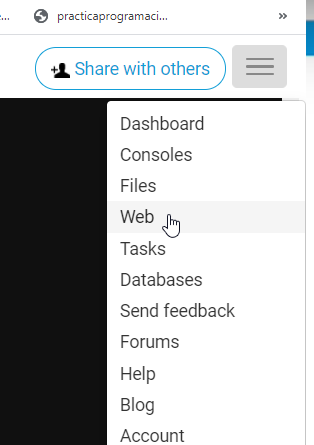 e...
practicaprogramaci...
»
Share with others
Dashboard
Consoles
Files
Web
Tasks
Databases
Send feedback
Forums
Help
Blog
Account